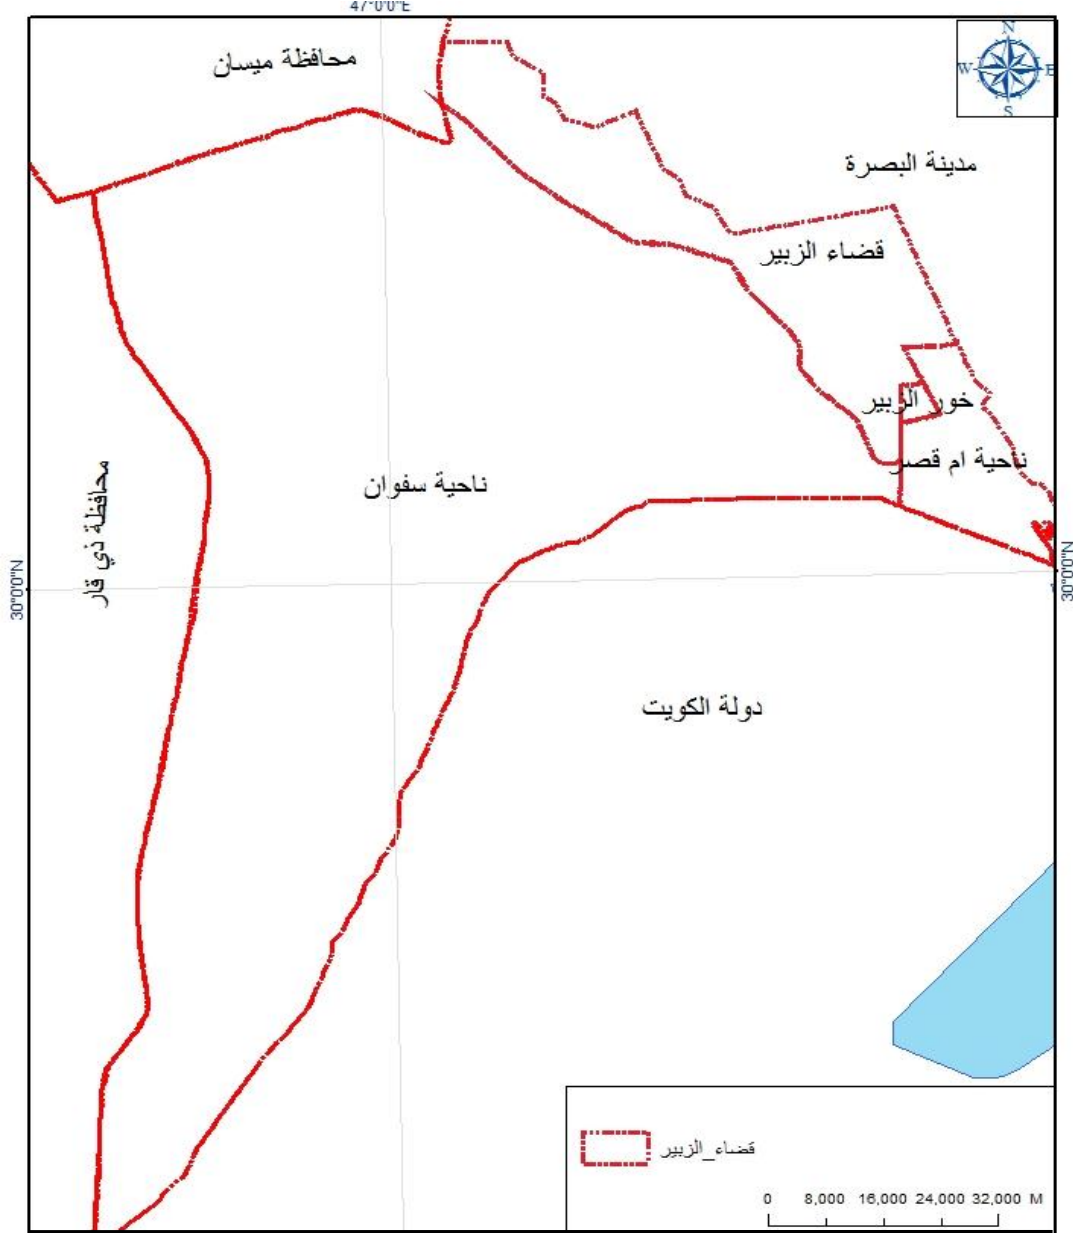 47°0'0"E
N
W
E
S
محافظة ميسان
مدينة البصرة
قضاء الزبير
خور الزبير
ناحية ام قصر
ناحية سفوان
محافظة ذي قار
30°0'0"N
30°0'0"N
دولة الكويت
قضاء_الزبير
0 8,000 16,000 24,000 32,000 M